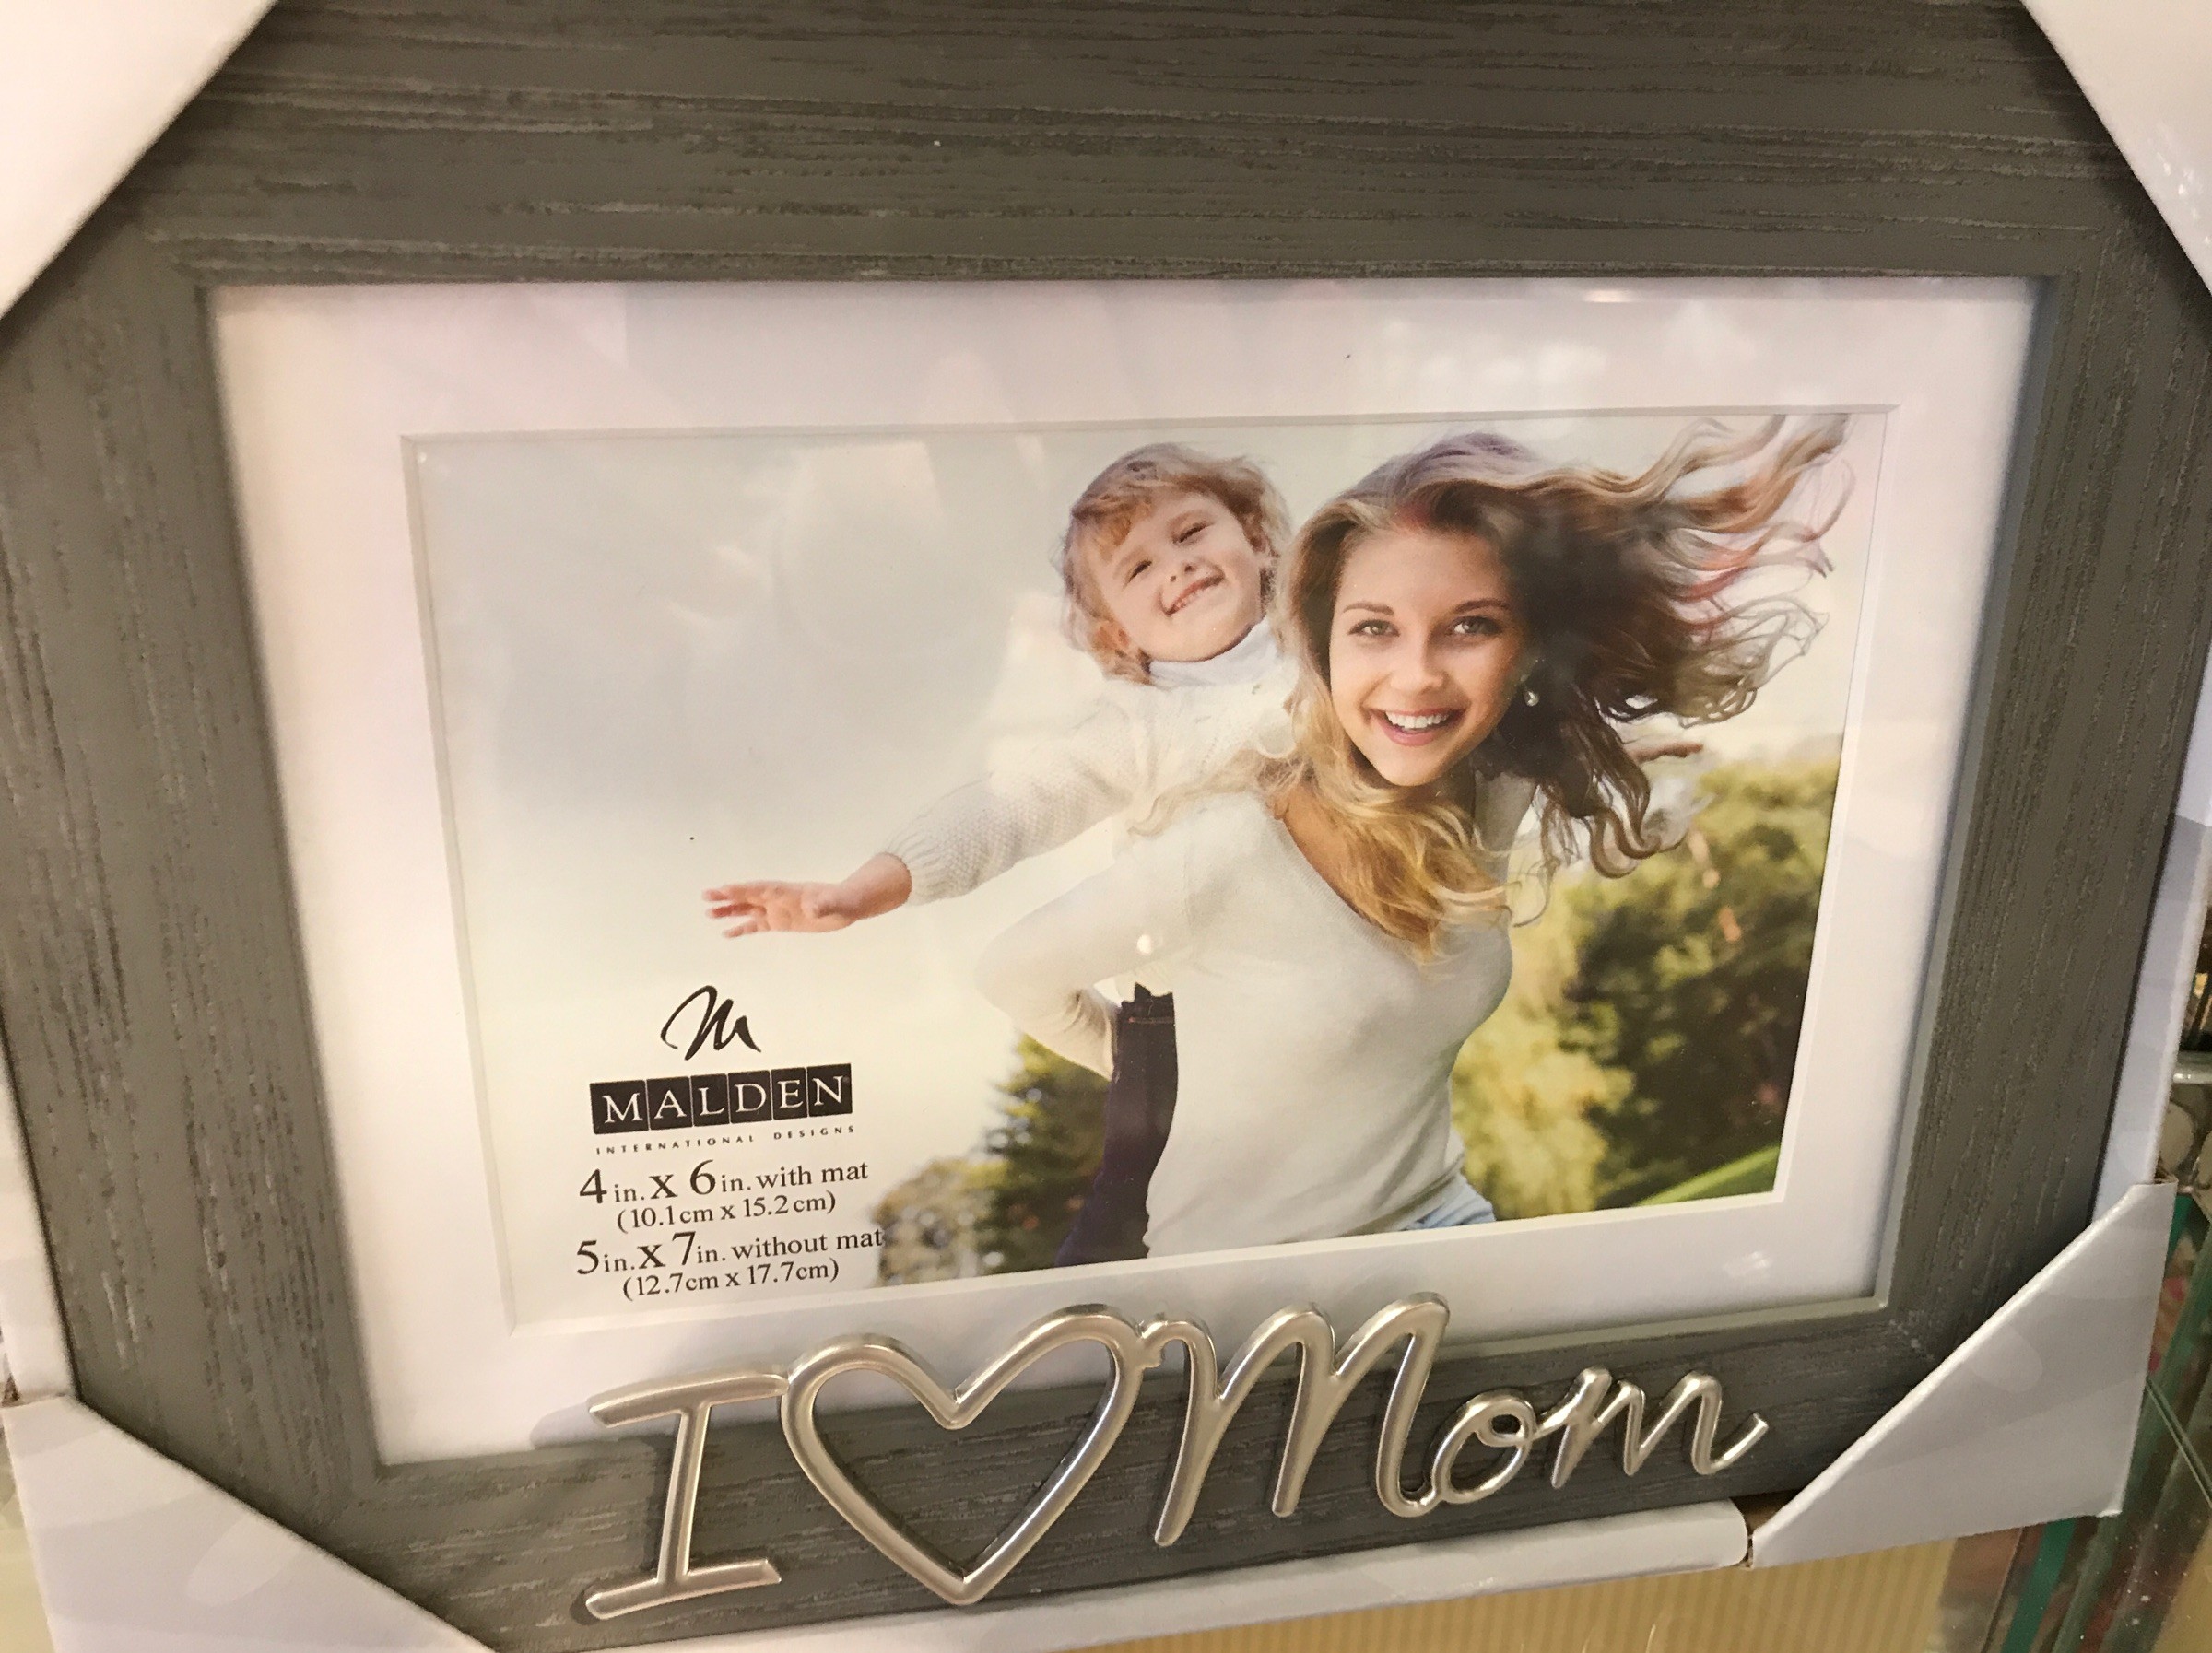 M
MALDEN
INTERNATIONAL DESIGNS
4in. x 6in. with mat
(10.1cm x 15.2cm)
5in. x 7in. without mat
(12.7cm x 17.7cm)
I ♡ Mom